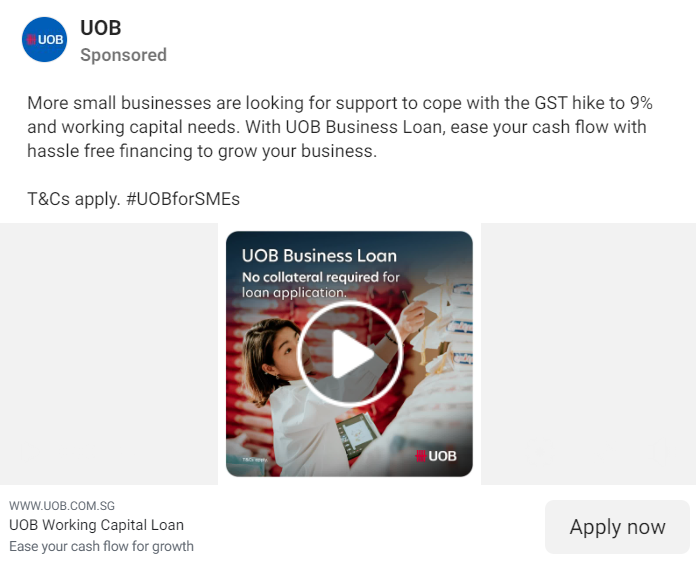 UOB
UOB
Sponsored
More small businesses are looking for support to cope with the GST hike to 9%
and working capital needs. With UOB Business Loan, ease your cash flow with
hassle free financing to grow your business.
T&Cs apply. #UOBforSMEs
UOB Business Loan
No collateral required for
loan application.
UOB
WWW.UOB.COM.SG
UOB Working Capital Loan
Ease your cash flow for growth
Apply now